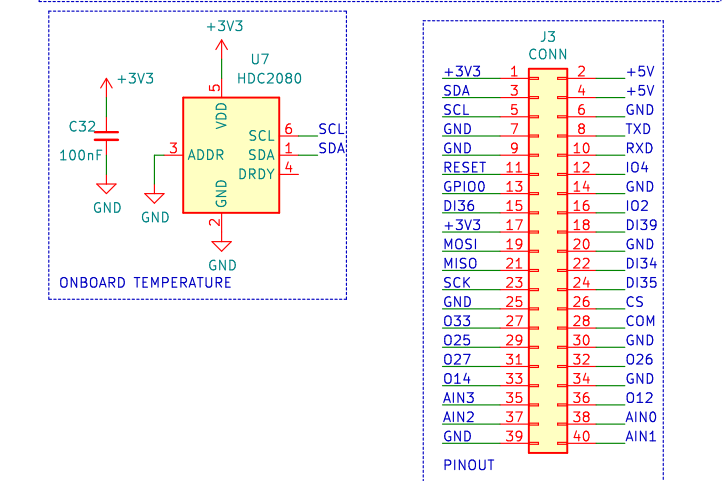 +3V3
U7
HDC2080
+3V3
C32
100nF
GND
5
VDD
3 ADDR
SCL 6 SCL
SDA 1 SDA
DRDY 4
GND
2
GND
GND
ONBOARD TEMPERATURE
J3
CONN
+3V3 1 2 +5V
SDA 3 4 +5V
SCL 5 6 GND
GND 7 8 TXD
GND 9 10 RXD
RESET 11 12 IO4
GPIO0 13 14 GND
DI36 15 16 IO2
+3V3 17 18 DI39
MOSI 19 20 GND
MISO 21 22 DI34
SCK 23 24 DI35
GND 25 26 CS
O33 27 28 COM
O25 29 30 GND
O27 31 32 O26
O14 33 34 GND
AIN3 35 36 O12
AIN2 37 38 AIN0
GND 39 40 AIN1
PINOUT